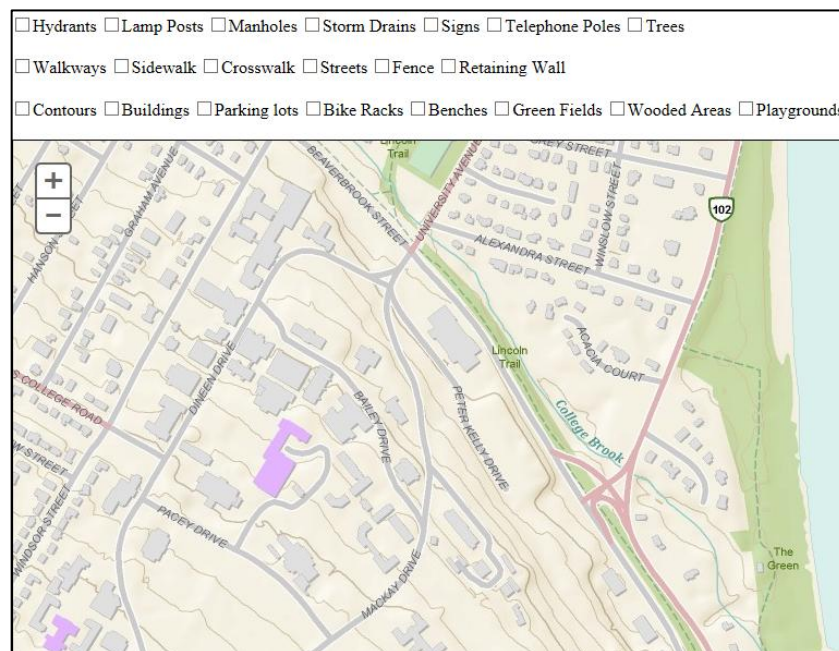 Hydrants Lamp Posts Manholes Storm Drains Signs Telephone Poles Trees
Walkways Sidewalk Crosswalk Streets Fence Retaining Wall
Contours Buildings Parking lots Bike Racks Benches Green Fields Wooded Areas Playgrounds
+
−
Lincoln
Trail
GREY STREET
BEAVERBROOK STREET
UNIVERSITY AVENUE
GRAHAM AVENUE
HANSON STREET
WINSLOW STREET
102
ALEXANDRA STREET
ACACIA COURT
Lincoln
Trail
DINEEN DRIVE
S COLLEGE ROAD
BAILEY DRIVE
PETER KELLY DRIVE
College Brook
W STREET
WINDSOR STREET
PACEY DRIVE
MACKAY DRIVE
The
Green